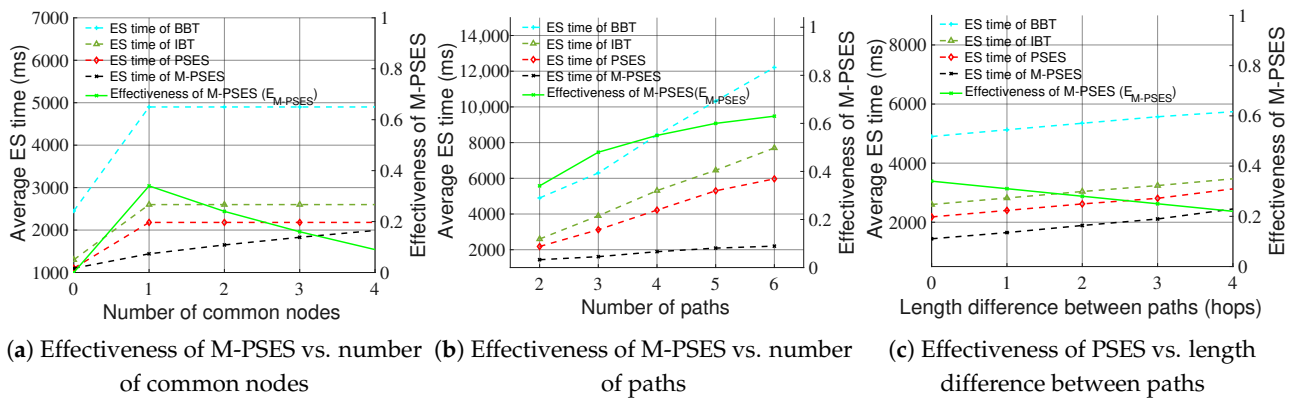 7000
6000
5000
4000
3000
2000
1000
Average ES time (ms)
ES time of BBT
ES time of IBT
ES time of PSES
ES time of M-PSES
Effectiveness of M-PSES (E_M-PSES)
1
0.8
0.6
0.4
0.2
0
Effectiveness of M-PSES
0 1 2 3 4
Number of common nodes
(a) Effectiveness of M-PSES vs. number
of common nodes
14,000
12,000
10,000
8000
6000
4000
2000
Average ES time (ms)
ES time of BBT
ES time of IBT
ES time of PSES
ES time of M-PSES
Effectiveness of M-PSES(E_M-PSES)
1
0.8
0.6
0.4
0.2
0
Effectiveness of M-PSES
2 3 4 5 6
Number of paths
(b) Effectiveness of M-PSES vs. number
of paths
8000
6000
4000
2000
Average ES time (ms)
ES time of BBT
ES time of IBT
ES time of PSES
ES time of M-PSES
Effectiveness of M-PSES (E_M-PSES)
1
0.8
0.6
0.4
0.2
0
Effectiveness of M-PSES
0 1 2 3 4
Length difference between paths (hops)
(c) Effectiveness of PSES vs. length
difference between paths